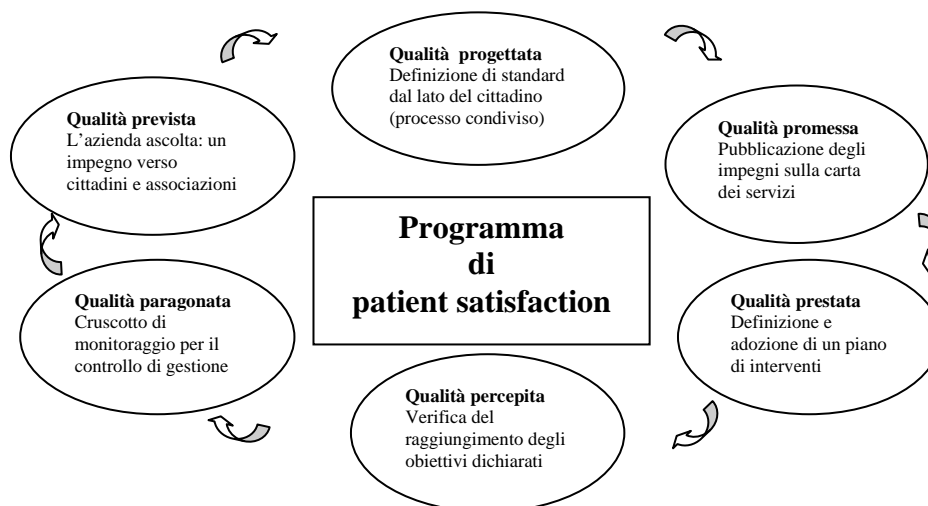 Qualità progettata
Definizione di standard
dal lato del cittadino
(processo condiviso)
Qualità prevista
L'azienda ascolta: un
impegno verso
cittadini e associazioni
Qualità promessa
Pubblicazione degli
impegni sulla carta
dei servizi
Programma
di
patient satisfaction
Qualità paragonata
Cruscotto di
monitoraggio per il
controllo di gestione
Qualità prestata
Definizione e
adozione di un piano
di interventi
Qualità percepita
Verifica del
raggiungimento degli
obiettivi dichiarati